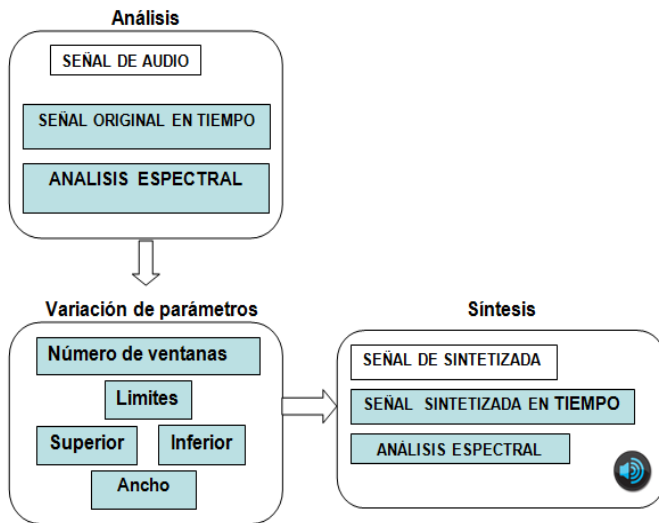 Análisis
SEÑAL DE AUDIO
SEÑAL ORIGINAL EN TIEMPO
ANALISIS ESPECTRAL
Variación de parámetros
Número de ventanas
Limites
Superior
Inferior
Ancho
Síntesis
SEÑAL DE SINTETIZADA
SEÑAL SINTETIZADA EN TIEMPO
ANÁLISIS ESPECTRAL